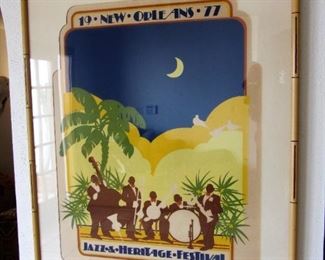 19 • NEW • ORLEANS • 77
JAZZ • & • HERITAGE • FESTIVAL